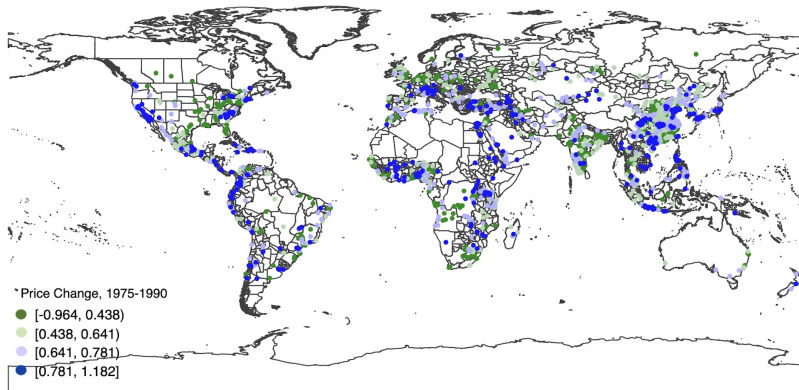 *Price Change, 1975-1990
[-0.964, 0.438)
[0.438, 0.641)
[0.641, 0.781)
[0.781, 1.182]